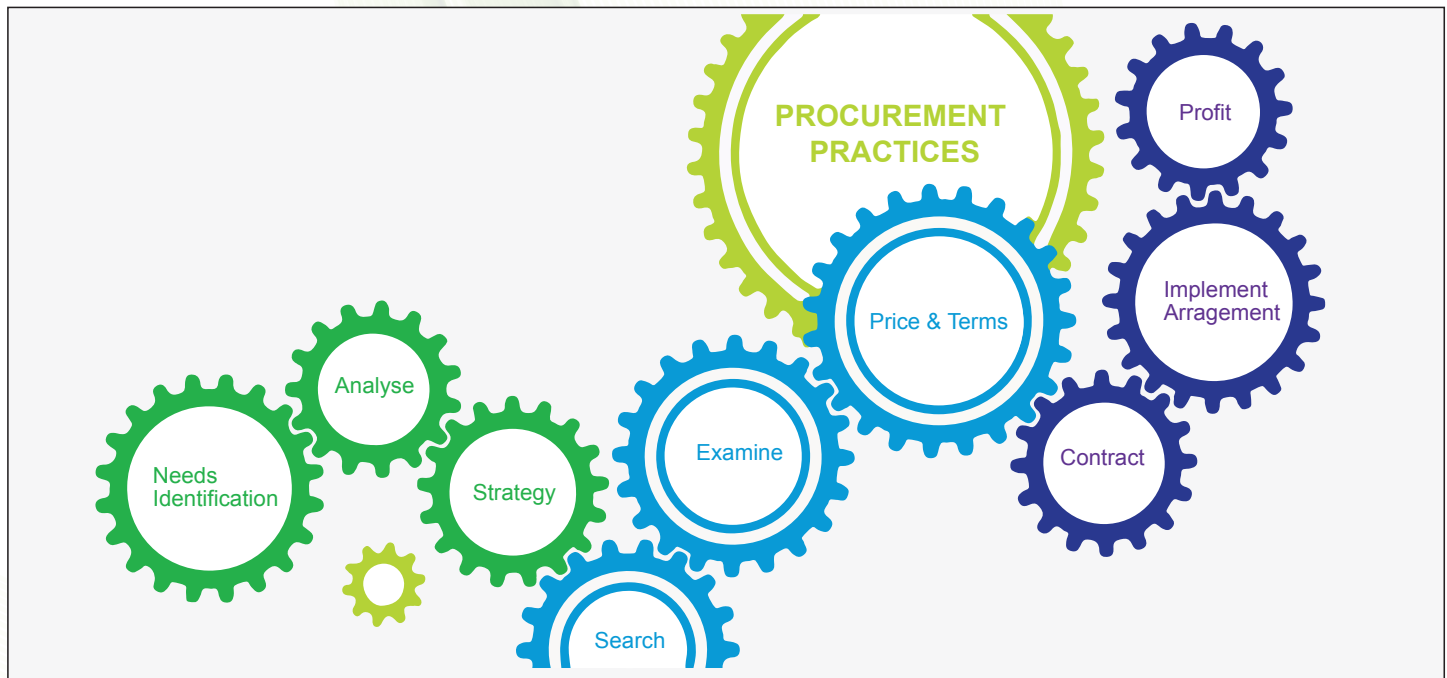 PROCUREMENT
PRACTICES
Profit
Implement
Arragement
Price & Terms
Analyse
Examine
Contract
Needs
Identification
Strategy
Search